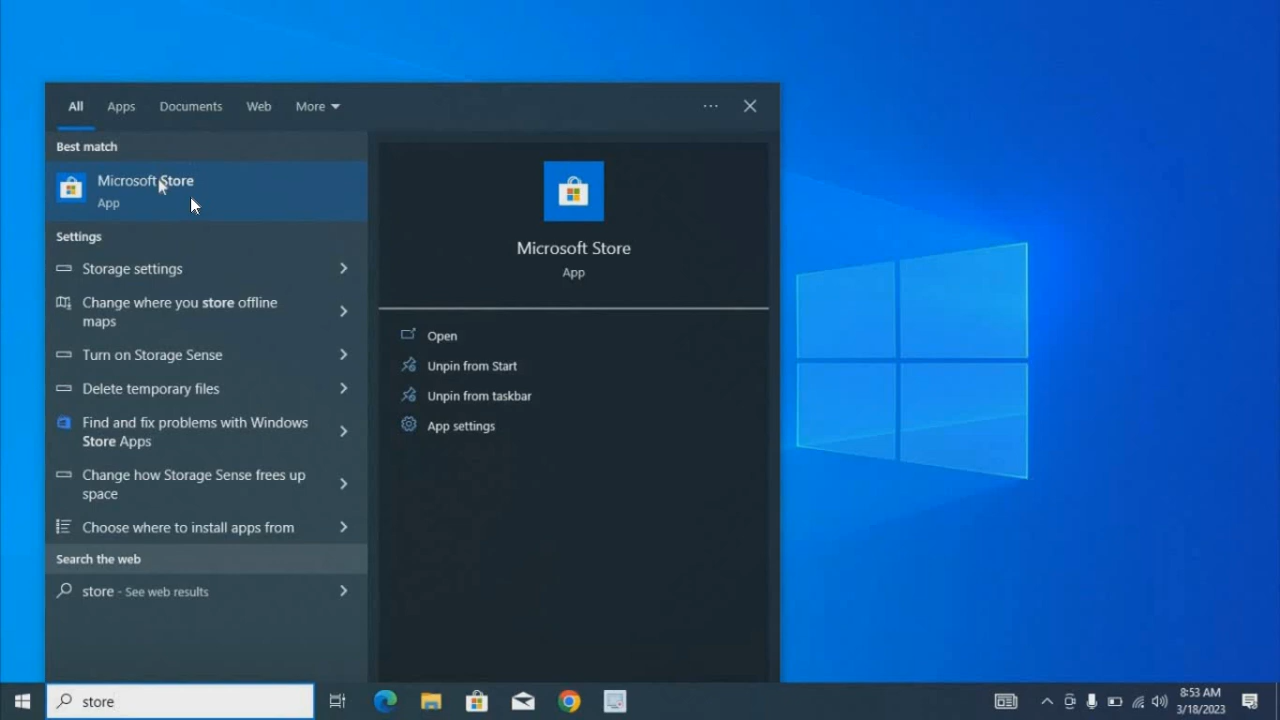 All Apps Documents Web More
Best match
Microsoft Store
App
Settings
Storage settings
Change where you store offline
maps
Turn on Storage Sense
Delete temporary files
Find and fix problems with Windows
Store Apps
Change how Storage Sense frees up
space
Choose where to install apps from
Search the web
store - See web results
Microsoft Store
App
Open
Unpin from Start
Unpin from taskbar
App settings
store
8:53 AM
3/18/2023